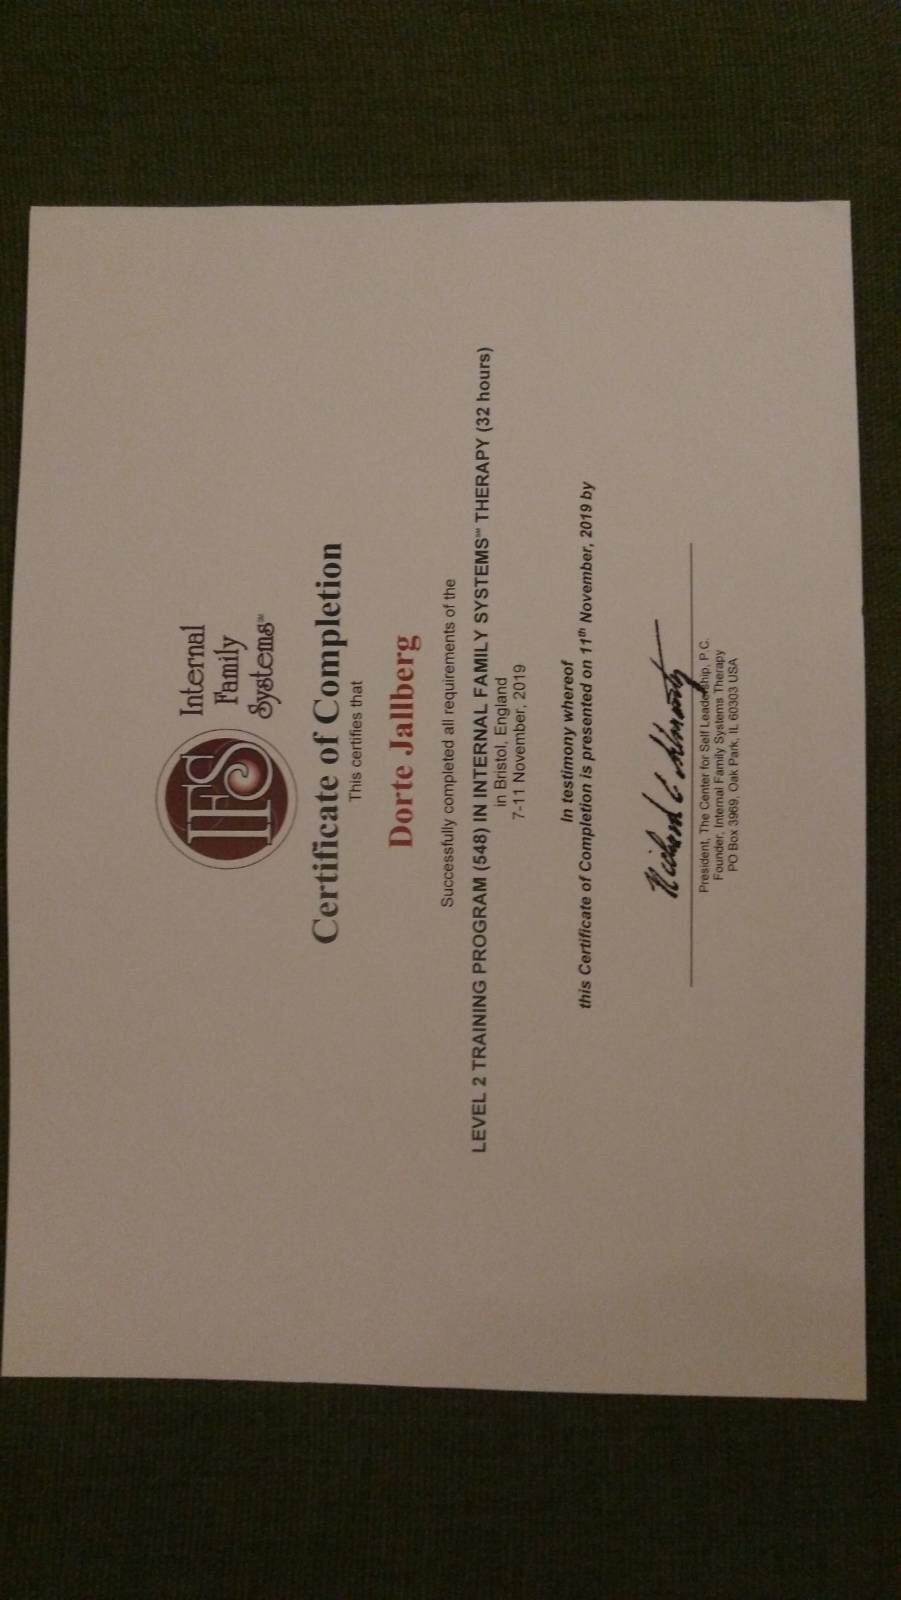 IFS
Internal
Family
Systems℠
Certificate of Completion
This certifies that
Dorte Jallberg
Successfully completed all requirements of the
LEVEL 2 TRAINING PROGRAM (548) IN INTERNAL FAMILY SYSTEMS℠ THERAPY (32 hours)
in Bristol, England
7-11 November, 2019
In testimony whereof
this Certificate of Completion is presented on 11th November, 2019 by
President, The Center for Self Leadership, P.C.
Founder, Internal Family Systems Therapy
PO Box 3969, Oak Park, IL 60303 USA